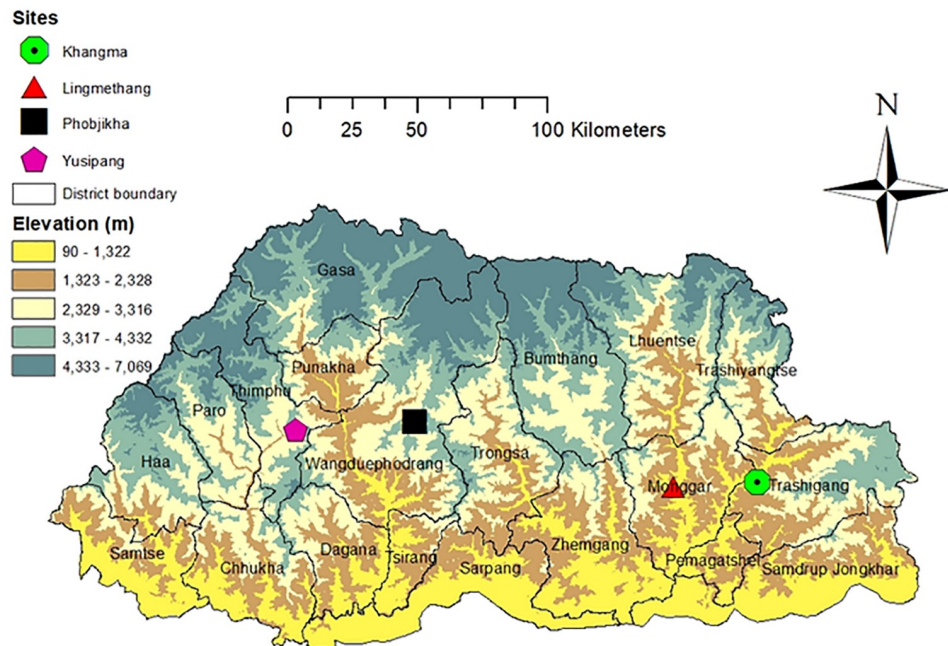 Sites
Khangma
Lingmethang
Phobjikha
Yusipang
District boundary
Elevation (m)
90 - 1,322
1,323 - 2,328
2,329 - 3,316
3,317 - 4,332
4,333 - 7,069
0 25 50 100 Kilometers
N
Gasa
Punakha
Thimphu
Paro
Haa
Wangduephodrang
Trongsa
Bumthang
Lhuentse
Trashiyangtse
Monggar
Trashigang
Samtse
Chhukha
Dagana
Tsirang
Sarpang
Zhemgang
Pemagatshel
Samdrup Jongkhar